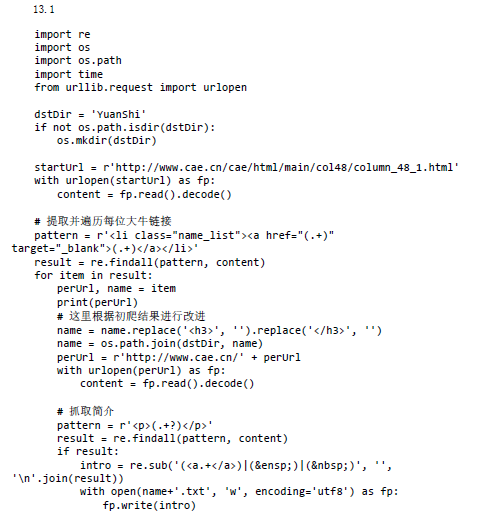 13.1
import re
import os
import os.path
import time
from urllib.request import urlopen
dstDir = 'YuanShi'
if not os.path.isdir(dstDir):
    os.mkdir(dstDir)
startUrl = r'http://www.cae.cn/cae/html/main/col48/column_48_1.html'
with urlopen(startUrl) as fp:
    content = fp.read().decode()
# 提取并遍历每位大牛链接
pattern = r'<li class="name_list"><a href="(.+)"
target="_blank">(.+)</a></li>'
result = re.findall(pattern, content)
for item in result:
    perUrl, name = item
    print(perUrl)
    # 这里根据初爬结果进行改进
    name = name.replace('<h3>', '').replace('</h3>', '')
    name = os.path.join(dstDir, name)
    perUrl = r'http://www.cae.cn/' + perUrl
    with urlopen(perUrl) as fp:
        content = fp.read().decode()
    # 抓取简介
    pattern = r'<p>(.+?)</p>'
    result = re.findall(pattern, content)
    if result:
        intro = re.sub('(<a.+</a>)|(&ensp;)|(&nbsp;)', '',
'\n'.join(result))
        with open(name+'.txt', 'w', encoding='utf8') as fp:
            fp.write(intro)